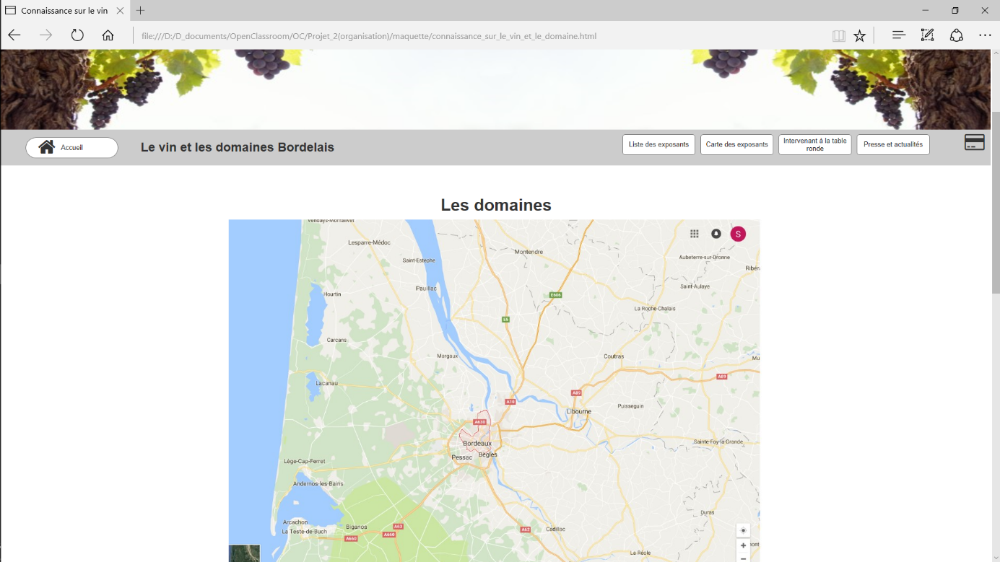 Connaissance sur le vin
file:///D:/D_documents/OpenClassroom/OC/Projet_2(organisation)/maquette/connaissance_sur_le_vin_et_le_domaine.html
Accueil
Le vin et les domaines Bordelais
Liste des exposants
Carte des exposants
Intervenant à la table
ronde
Presse et actualités
Les domaines
Vendays-Montalivet
S
Lesparre-Médoc
Montendre
Aubeterre-sur-Dronne
Saint-Estèphe
Ribér
Pauillac
Saint-Aulaye
Hourtin
E606
La Roche-Chalais
E5
Carcans
Margaux
Coutras
Mu
A89
Lacanau
A89
A10
Puisseguin
Libourne
A630
Bordeaux
Sainte-Foy-la-Grande
Pessac
Bègles
Lège-Cap-Ferret
Andernos-les-Bains
Duras
Arcachon
Biganos
A63
La Teste-de-Buch
A660
A660
A62
Cadillac
mont
La Réole